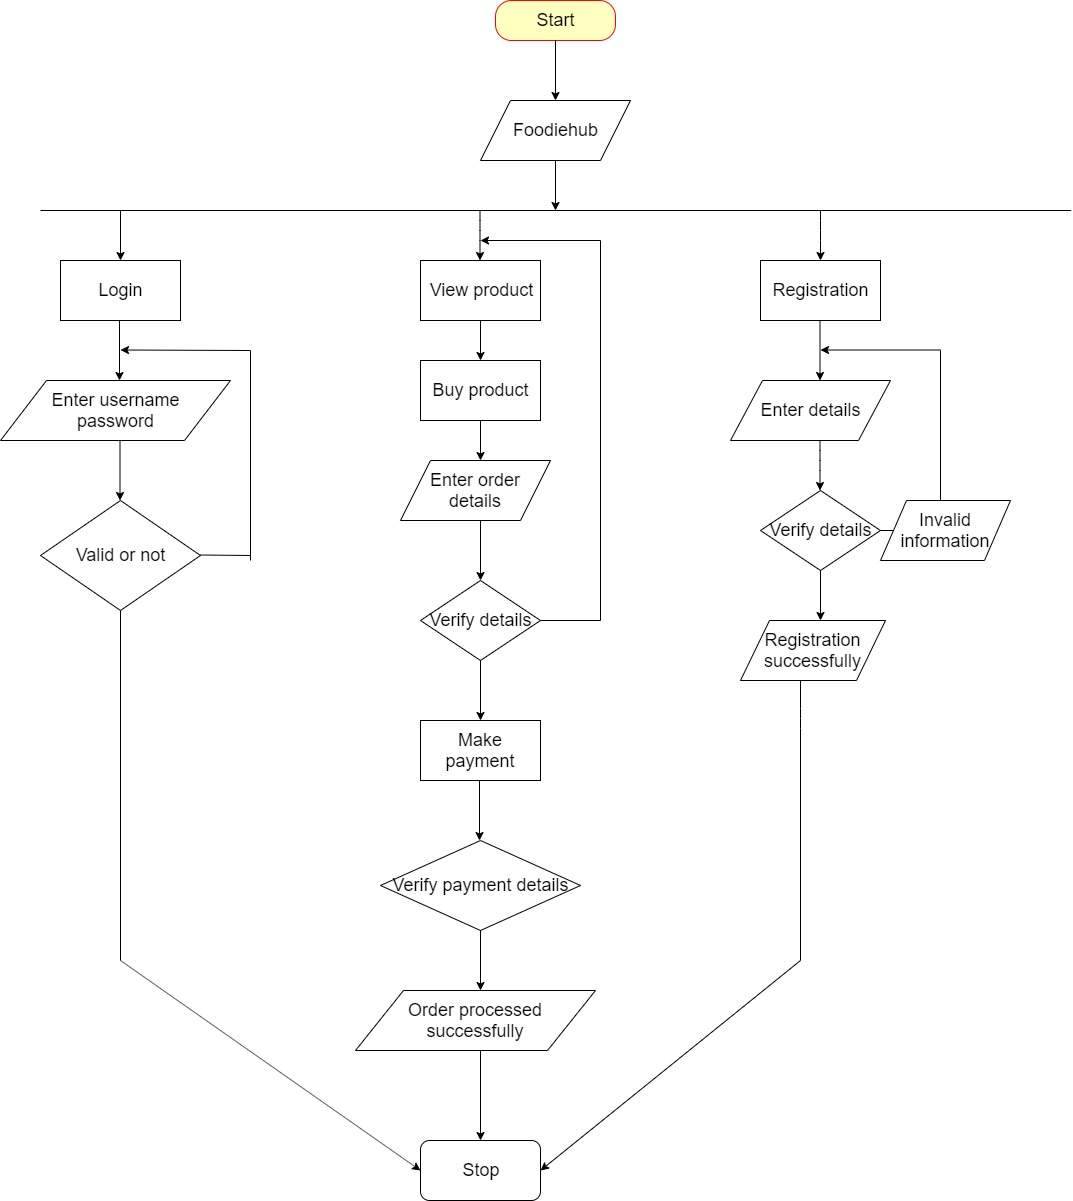 Start
Foodiehub
Login
View product
Registration
Enter username
password
Buy product
Enter details
Enter order
details
Valid or not
Verify details
Invalid
information
Verify details
Registration
successfully
Make
payment
Verify payment details
Order processed
successfully
Stop